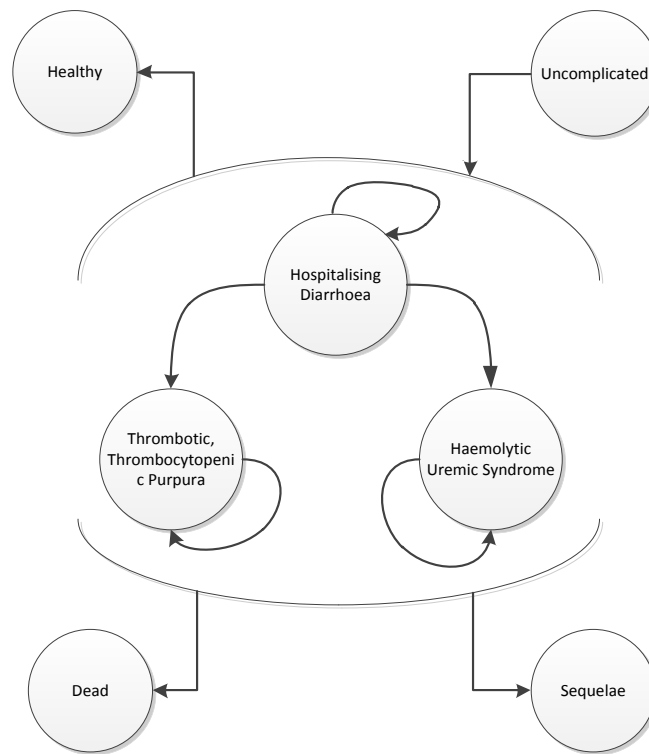 Healthy
Uncomplicated
Hospitalising
Diarrhoea
Thrombotic,
Thrombocytopeni
c Purpura
Haemolytic
Uremic Syndrome
Dead
Sequelae